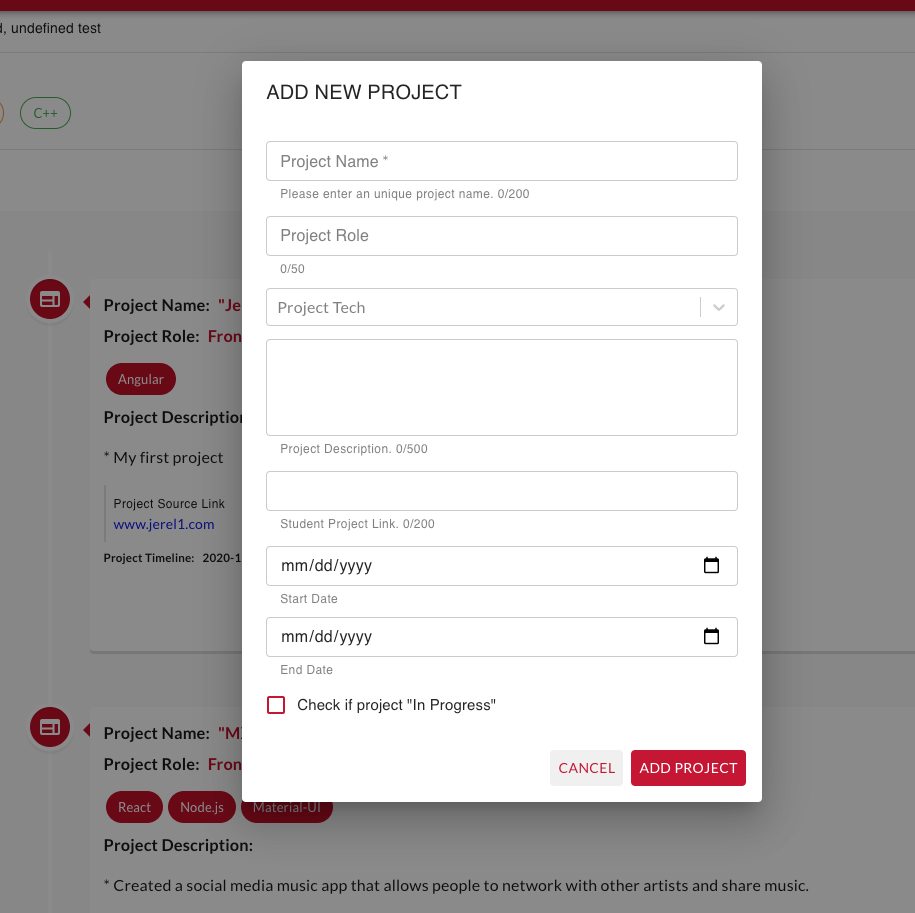 undefined test
C++
ADD NEW PROJECT
Project Name *
Please enter an unique project name. 0/200
Project Role
0/50
Project Tech
Project Description. 0/500
Student Project Link. 0/200
mm/dd/yyyy
Start Date
mm/dd/yyyy
End Date
Check if project "In Progress"
CANCEL ADD PROJECT
Project Name: "Je
Project Role: Fron
Angular
Project Description
* My first project
Project Source Link
www.jerel1.com
Project Timeline: 2020-1
Project Name:
Project Role: Fron
React Node.js Material-UI
Project Description:
* Created a social media music app that allows people to network with other artists and share music.